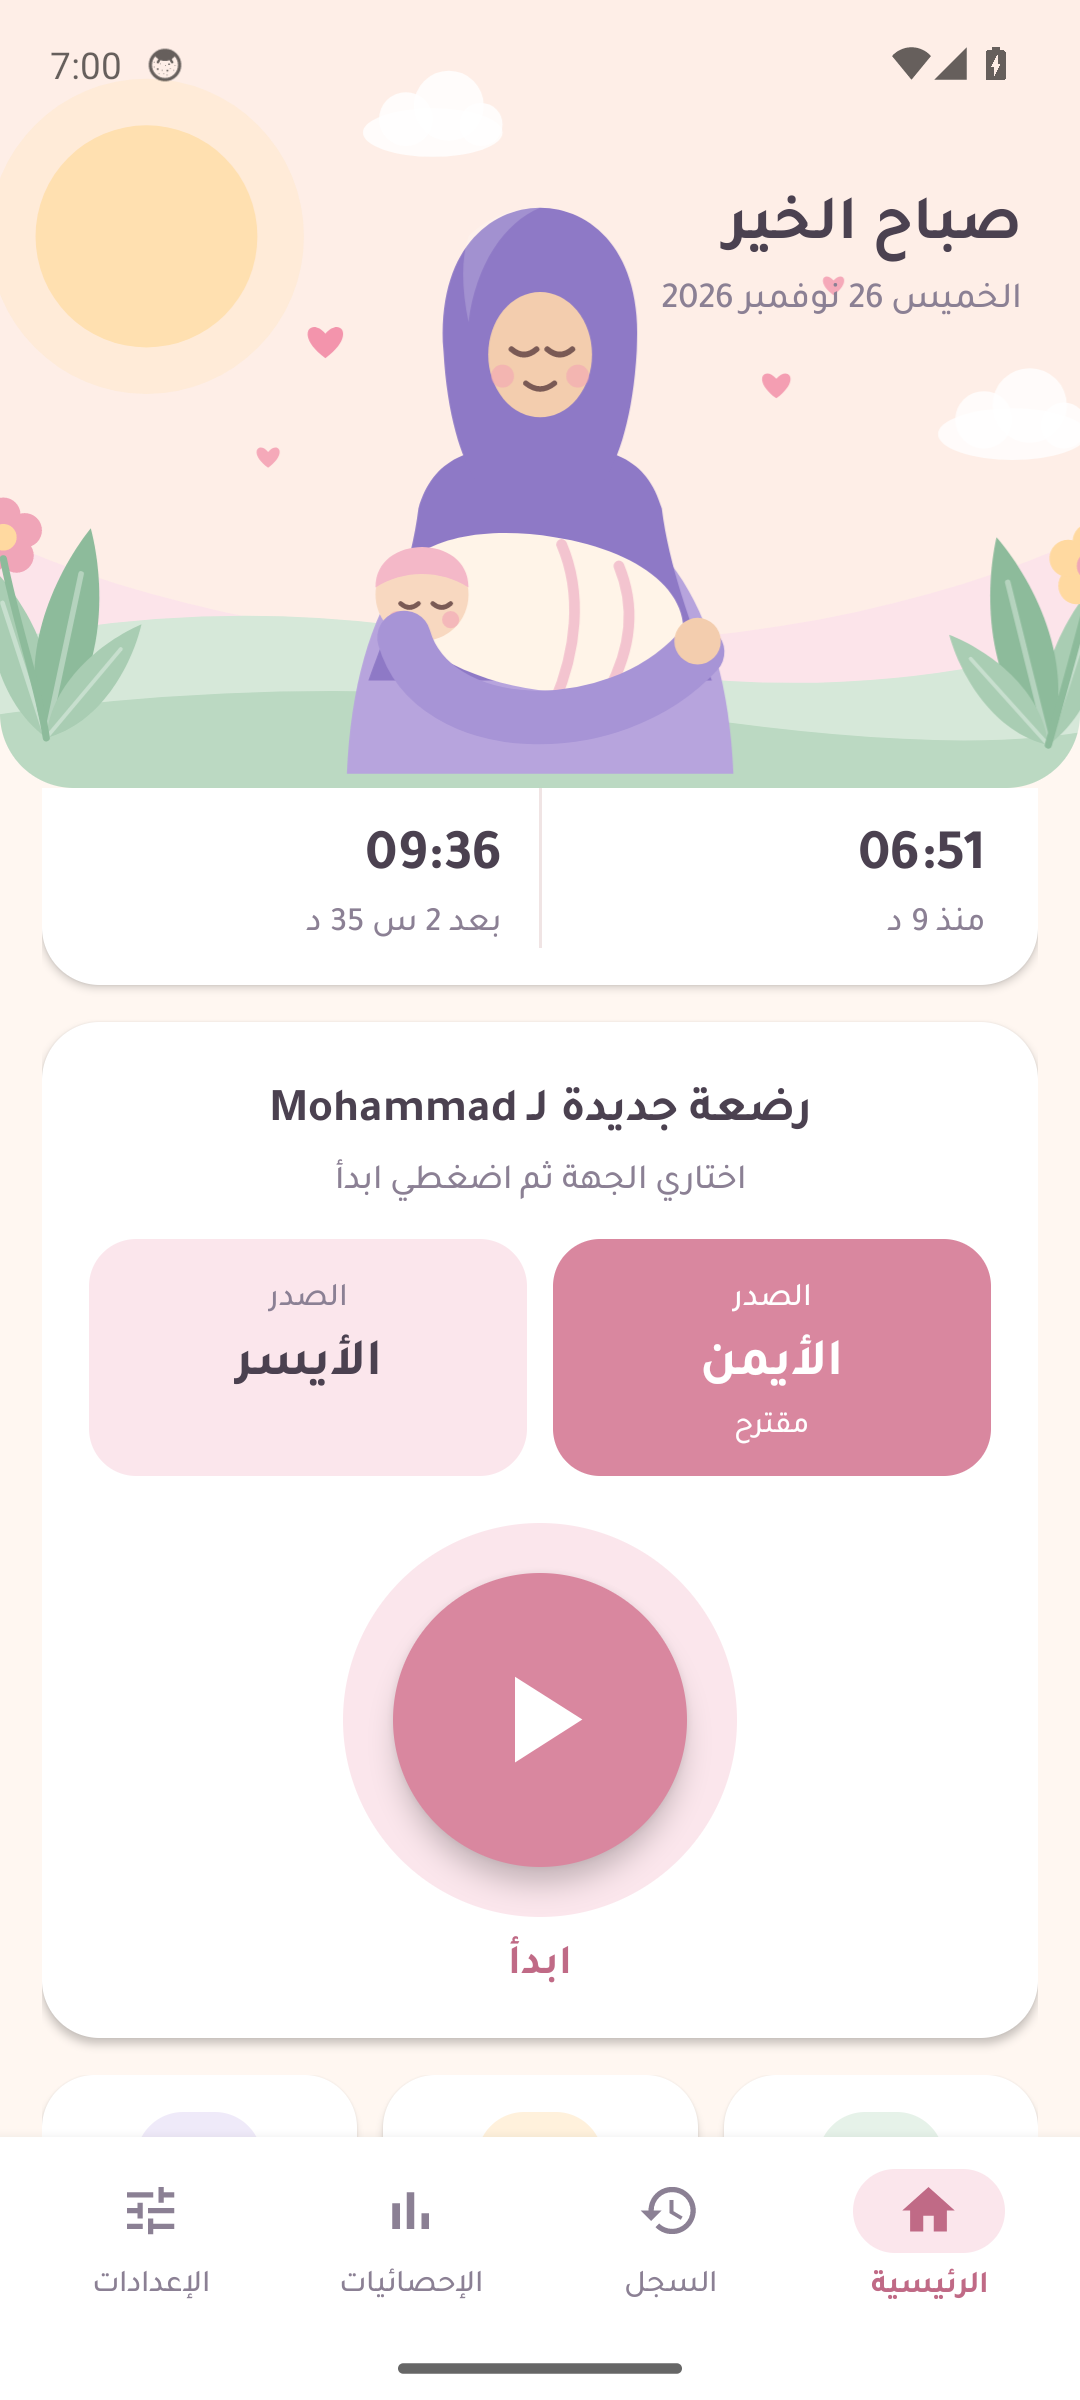 7:00
صباح الخير
الخميس 26 نوفمبر 2026
06:51
منذ 9 د
09:36
بعد 2 س 35 د
رضعة جديدة لـ Mohammad
اختاري الجهة ثم اضغطي ابدأ
الصدر
الأيمن
مقترح
الصدر
الأيسر
ابدأ
الرئيسية
السجل
الإحصائيات
الإعدادات